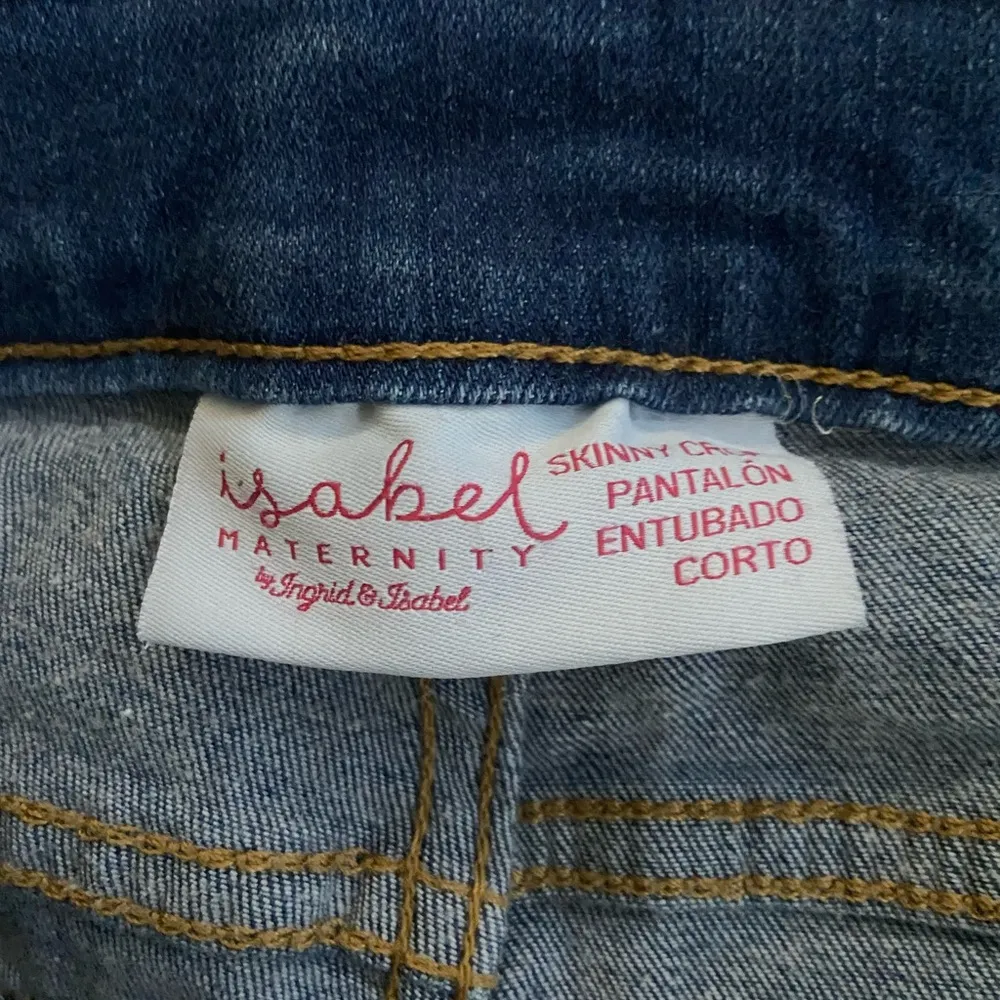 isabel
MATERNITY
by Ingrid & Isabel
SKINNY
PANTALÓN
ENTUBADO
CORTO